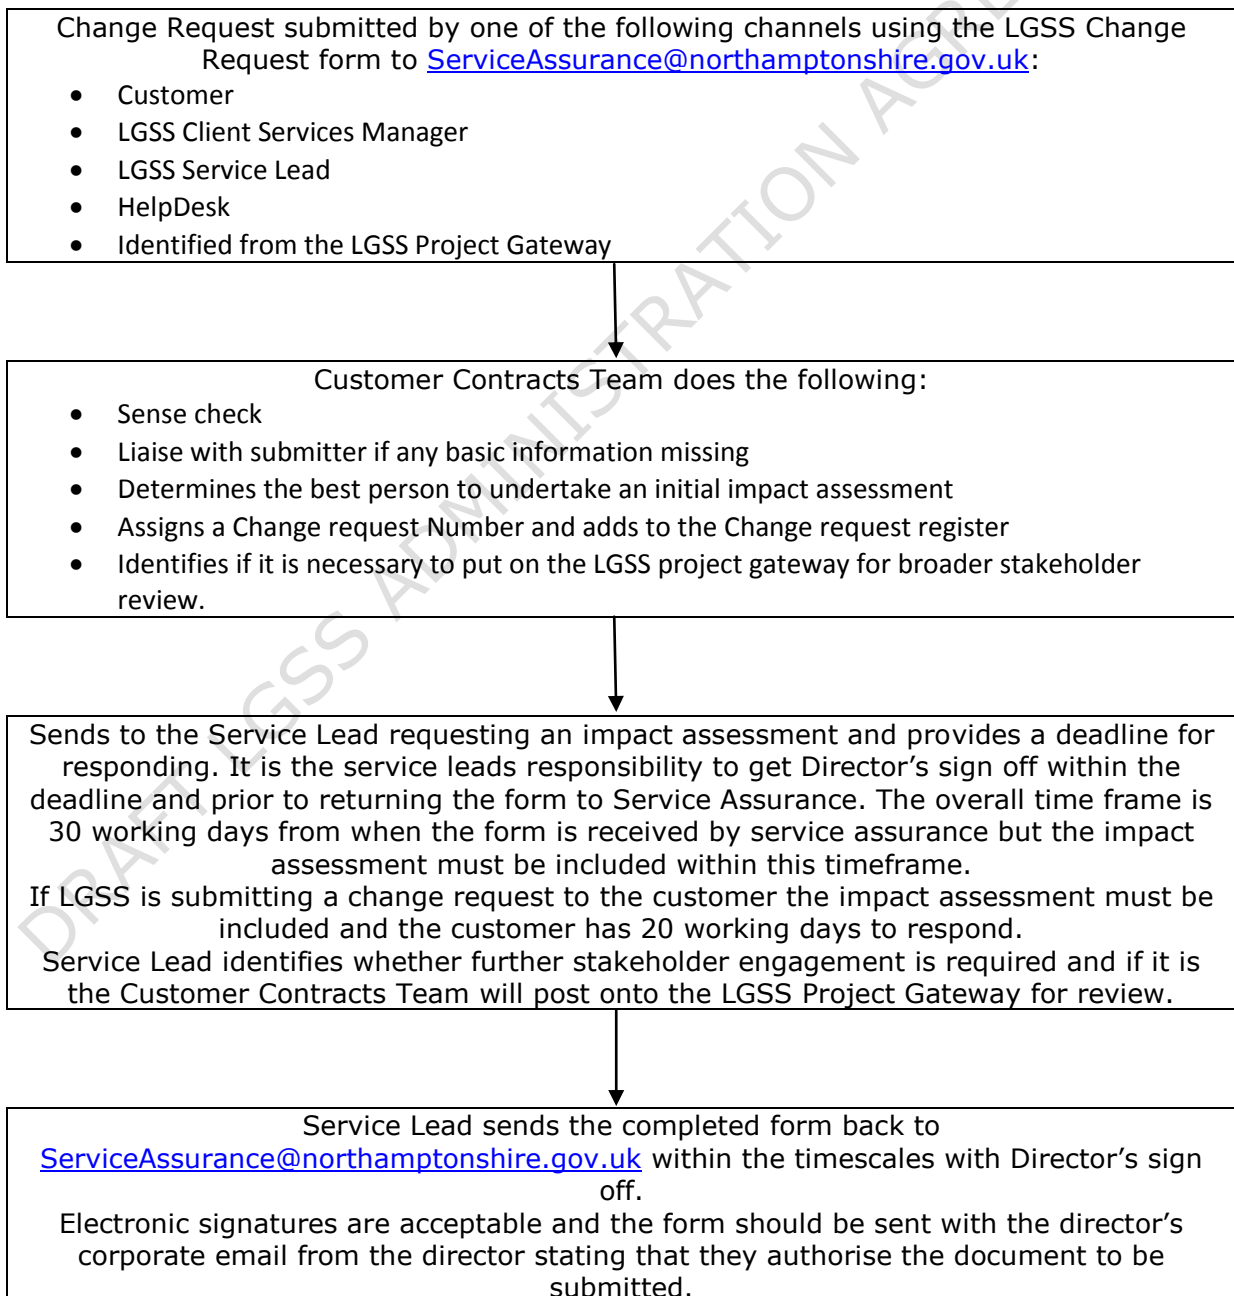 Change Request submitted by one of the following channels using the LGSS Change
Request form to ServiceAssurance@northamptonshire.gov.uk:
• Customer
• LGSS Client Services Manager
• LGSS Service Lead
• HelpDesk
• Identified from the LGSS Project Gateway
Customer Contracts Team does the following:
• Sense check
• Liaise with submitter if any basic information missing
• Determines the best person to undertake an initial impact assessment
• Assigns a Change request Number and adds to the Change request register
• Identifies if it is necessary to put on the LGSS project gateway for broader stakeholder
review.
Sends to the Service Lead requesting an impact assessment and provides a deadline for
responding. It is the service leads responsibility to get Director’s sign off within the
deadline and prior to returning the form to Service Assurance. The overall time frame is
30 working days from when the form is received by service assurance but the impact
assessment must be included within this timeframe.
If LGSS is submitting a change request to the customer the impact assessment must be
included and the customer has 20 working days to respond.
Service Lead identifies whether further stakeholder engagement is required and if it is
the Customer Contracts Team will post onto the LGSS Project Gateway for review.
Service Lead sends the completed form back to
ServiceAssurance@northamptonshire.gov.uk within the timescales with Director’s sign
off.
Electronic signatures are acceptable and the form should be sent with the director’s
corporate email from the director stating that they authorise the document to be
submitted.
DRAFT LGSS ADMINISTRATION AGRE